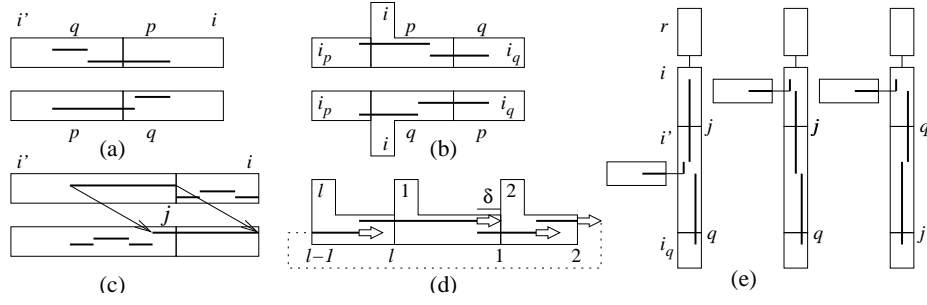 i' q p i
p q
(a)
i' i
j
(c)
i
p q
i_p i_q
i_p i_q
i q p
(b)
l 1 δ 2
l-1 l 1 2
(d)
r
i
j j q
i'
i_q q q j
(e)